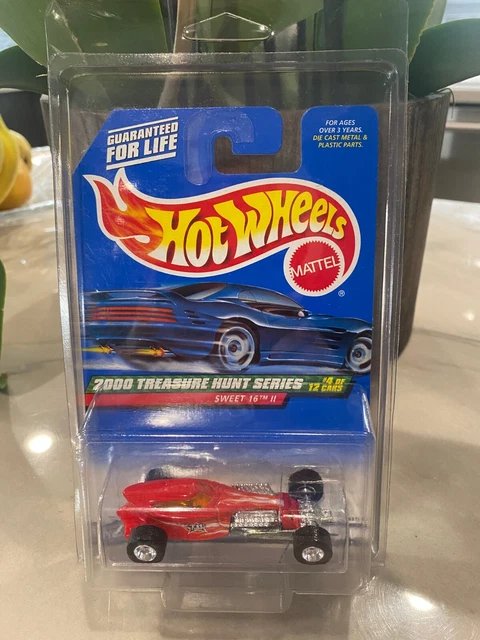 GUARANTEED
FOR LIFE
FOR AGES
OVER 3 YEARS.
DIE CAST METAL &
PLASTIC PARTS.
HOT WHEELS
MATTEL
®
2000 TREASURE HUNT SERIES
#4 OF
12 CARS
SWEET 16™ II